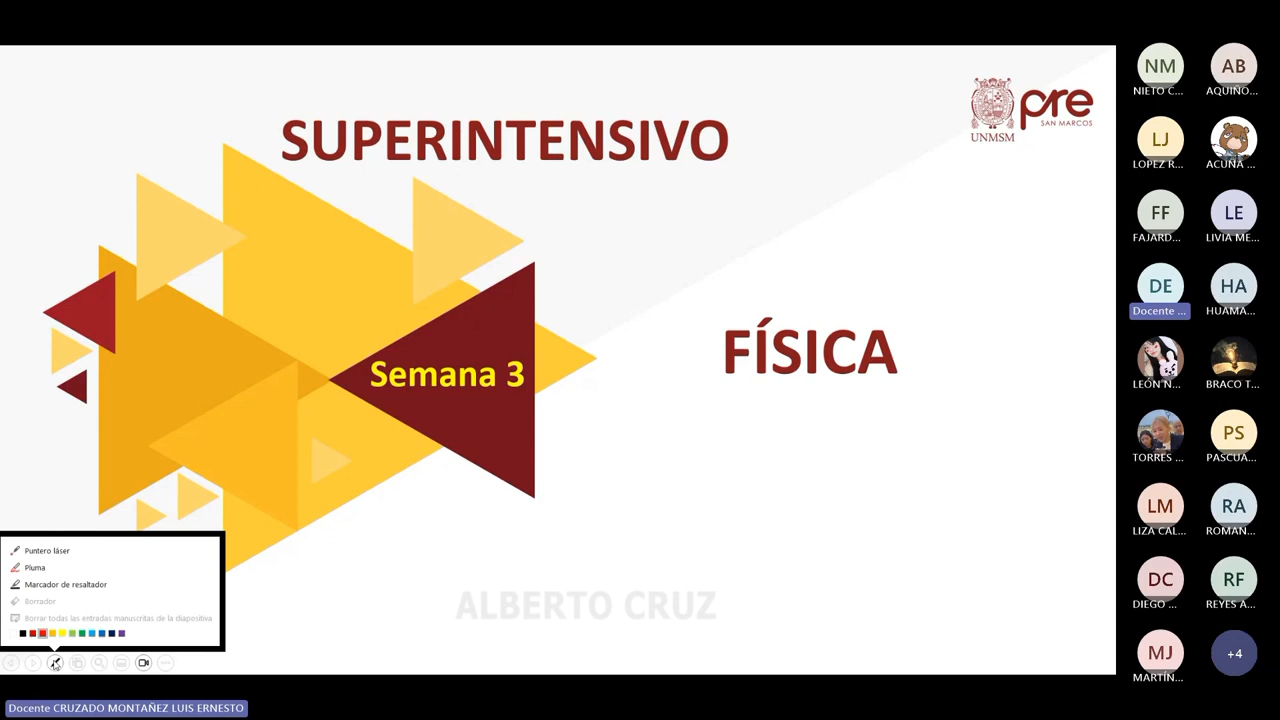 SUPERINTENSIVO
UNMSM
pre
SAN MARCOS
FÍSICA
Semana 3
ALBERTO CRUZ
Puntero láser
Pluma
Marcador de resaltador
Borrador
Borrar todas las entradas manuscritas de la diapositiva
Docente CRUZADO MONTAÑEZ LUIS ERNESTO
NM
NIETO C...
AB
AQUIÑO...
LJ
LOPEZ R...
ACUÑA ...
FF
FAJARD...
LE
LIVIA ME...
DE
Docente ...
HA
HUAMA...
LEÓN N...
BRACO T...
TORRES ...
PS
PASCUA...
LM
LIZA CAL...
RA
ROMAN...
DC
DIEGO ...
RF
REYES A...
MJ
MARTÍN...
+4